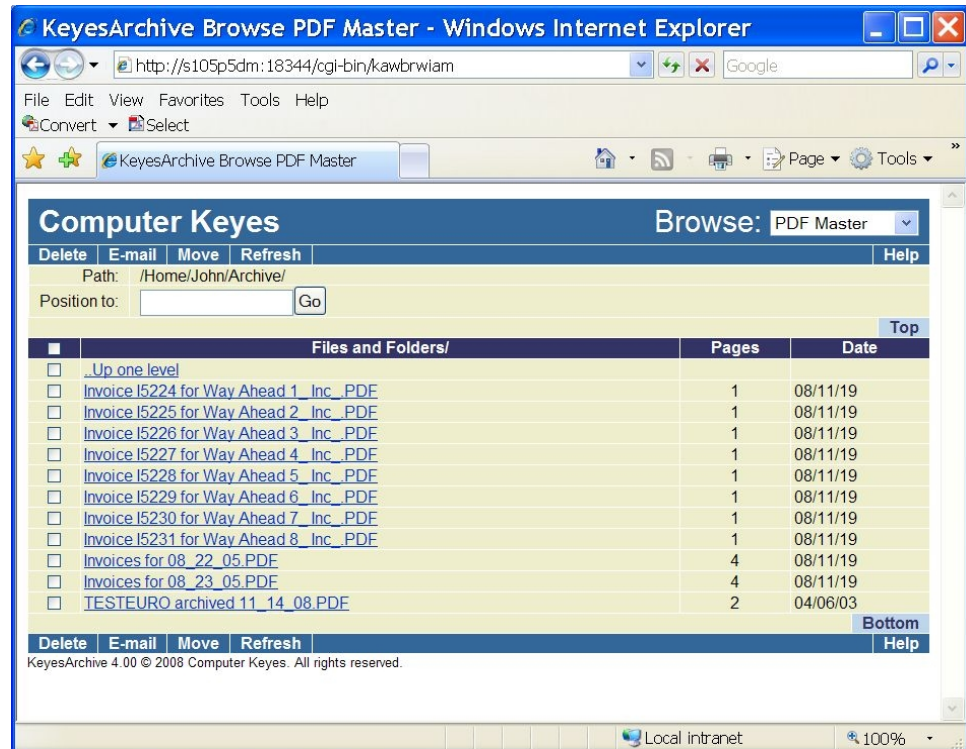 KeyesArchive Browse PDF Master - Windows Internet Explorer
http://s105p5dm:18344/cgi-bin/kawbrwiam Google
File Edit View Favorites Tools Help
Convert Select
KeyesArchive Browse PDF Master Page Tools »
Computer Keyes Browse: PDF Master
Delete E-mail Move Refresh Help
Path: /Home/John/Archive/
Position to: Go
Top
Files and Folders/ Pages Date
..Up one level
Invoice I5224 for Way Ahead 1_ Inc_.PDF 1 08/11/19
Invoice I5225 for Way Ahead 2_ Inc_.PDF 1 08/11/19
Invoice I5226 for Way Ahead 3_ Inc_.PDF 1 08/11/19
Invoice I5227 for Way Ahead 4_ Inc_.PDF 1 08/11/19
Invoice I5228 for Way Ahead 5_ Inc_.PDF 1 08/11/19
Invoice I5229 for Way Ahead 6_ Inc_.PDF 1 08/11/19
Invoice I5230 for Way Ahead 7_ Inc_.PDF 1 08/11/19
Invoice I5231 for Way Ahead 8_ Inc_.PDF 1 08/11/19
Invoices for 08_22_05.PDF 4 08/11/19
Invoices for 08_23_05.PDF 4 08/11/19
TESTEURO archived 11_14_08.PDF 2 04/06/03
Bottom
Delete E-mail Move Refresh Help
KeyesArchive 4.00 © 2008 Computer Keyes. All rights reserved.
Local intranet 100%